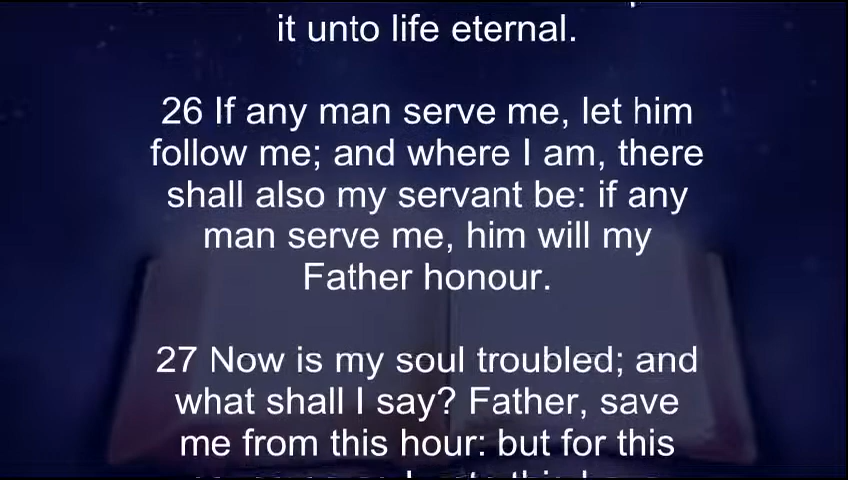 it unto life eternal.
26 If any man serve me, let him
follow me; and where I am, there
shall also my servant be: if any
man serve me, him will my
Father honour.
27 Now is my soul troubled; and
what shall I say? Father, save
me from this hour: but for this